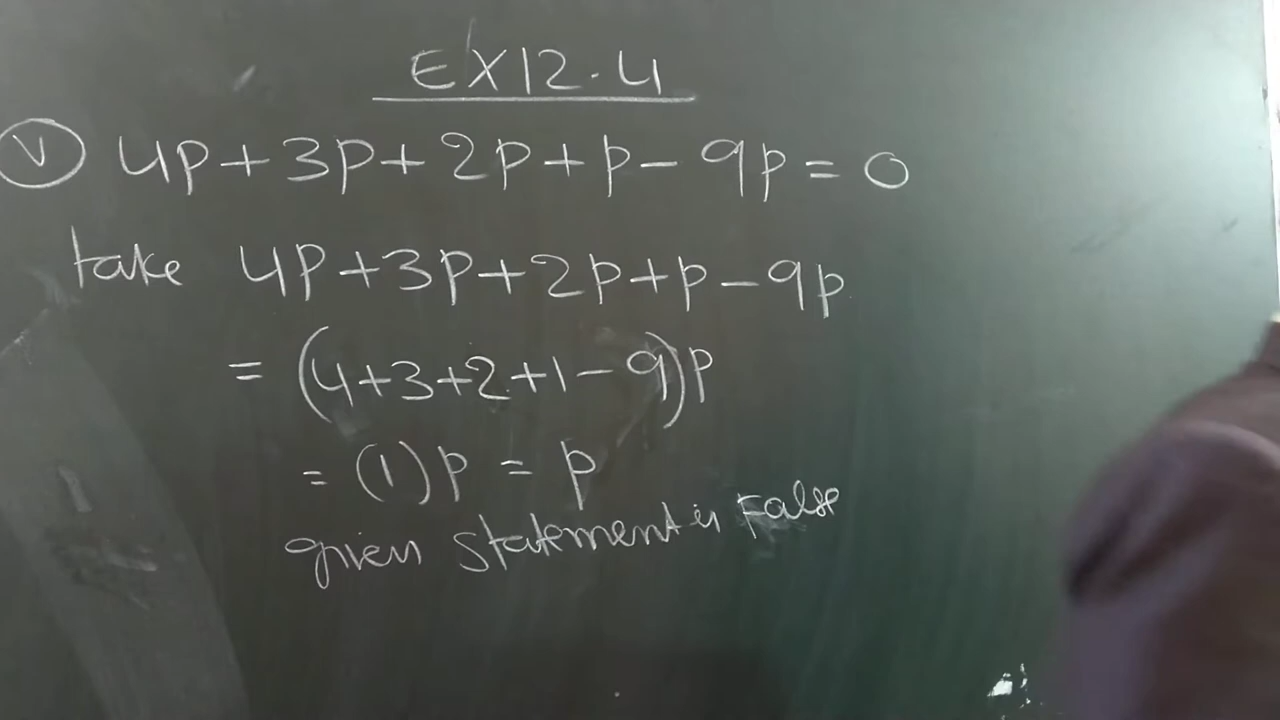 EX12.4
(v) 4p+3p+2p+p-9p=0
take 4p+3p+2p+p-9p
= (4+3+2+1-9)p
= (1)p = p
given statement is False